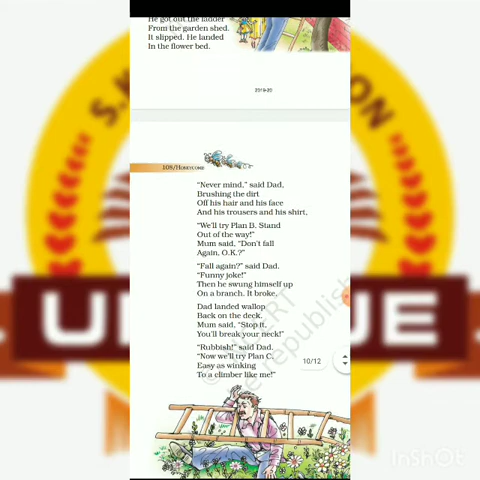 He got out the ladder
From the garden shed.
It slipped. He landed
In the flower bed.
2019-20
108/HONEYCOMB
“Never mind,” said Dad,
Brushing the dirt
Off his hair and his face
And his trousers and his shirt,
“We’ll try Plan B. Stand
Out of the way!”
Mum said, “Don’t fall
Again, O.K.?”
“Fall again?” said Dad.
“Funny joke!”
Then he swung himself up
On a branch. It broke.
Dad landed wallop
Back on the deck.
Mum said, “Stop it,
You’ll break your neck!”
“Rubbish!” said Dad.
“Now we’ll try Plan C.
Easy as winking
To a climber like me!”
10/12
republish
InShOt